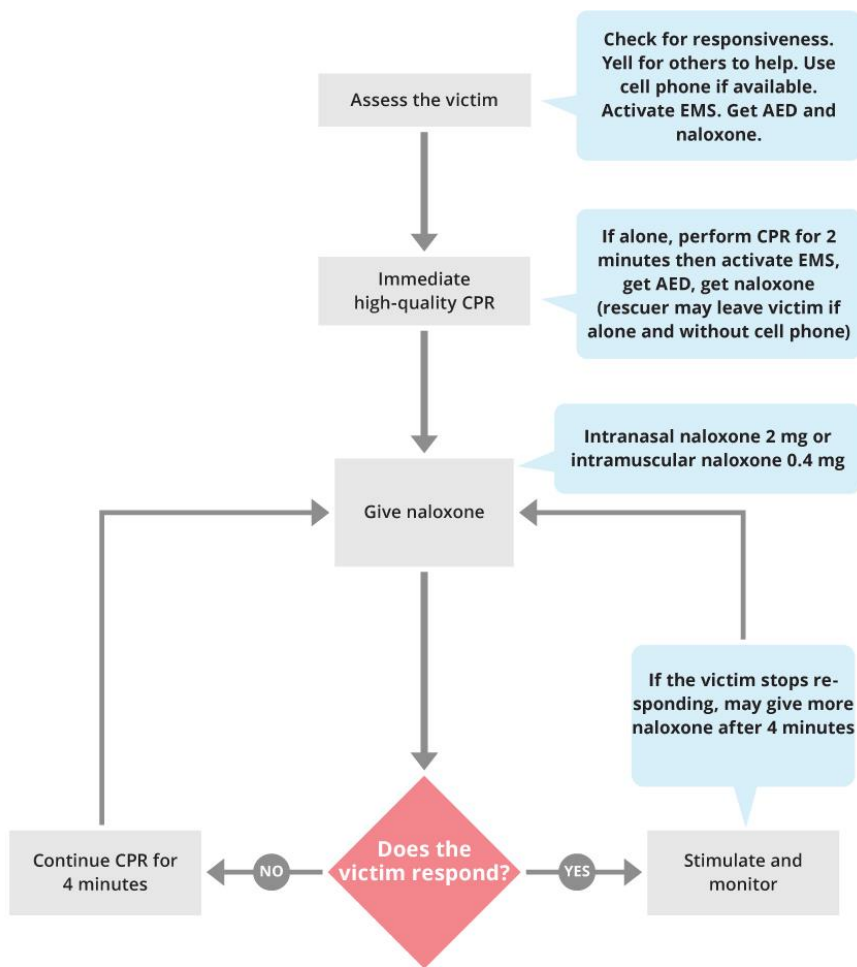 Check for responsiveness.
Yell for others to help. Use
cell phone if available.
Activate EMS. Get AED and
naloxone.
Assess the victim
If alone, perform CPR for 2
minutes then activate EMS,
get AED, get naloxone
(rescuer may leave victim if
alone and without cell phone)
Immediate
high-quality CPR
Intranasal naloxone 2 mg or
intramuscular naloxone 0.4 mg
Give naloxone
If the victim stops re-
sponding, may give more
naloxone after 4 minutes
Does the
victim respond?
NO
YES
Continue CPR for
4 minutes
Stimulate and
monitor